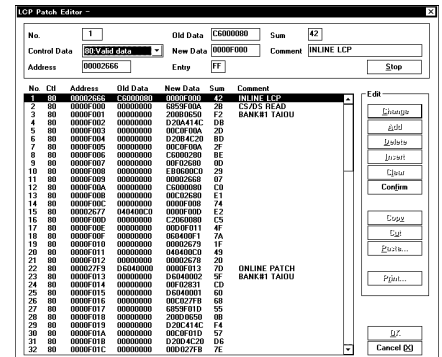 LCP Patch Editor -
No. 1 Old Data C6000080 Sum 42
Control Data 80:Valid data New Data 0000F000 Comment INLINE LCP
Address 00002666 Entry FF Stop
No. Ctl Address Old Data New Data Sum Comment
1 80 00002666 C6000080 0000F000 42 INLINE LCP
2 80 0000F000 00000000 6859F00A 2B CS/DS READ
3 80 0000F001 00000000 200B0650 F2 BANK#1 TAIOU
4 80 0000F002 00000000 D20A414C DB
5 80 0000F003 00000000 00C0F00A 2D
6 80 0000F004 00000000 D20B4C20 BD
7 80 0000F005 00000000 00C0F00A 2F
8 80 0000F006 00000000 C6000280 BE
9 80 0000F007 00000000 00F02680 0D
10 80 0000F008 00000000 EB0600C0 29
11 80 0000F009 00000000 00002668 07
12 80 0000F00A 00000000 C6000080 C0
13 80 0000F00B 00000000 00C02680 E1
14 80 0000F00C 00000000 0000F008 74
15 80 00002677 040400C0 0000F00D E2
16 80 0000F00D 00000000 C2060080 C5
17 80 0000F00E 00000000 00D0F011 4F
18 80 0000F00F 00000000 060400F1 7A
19 80 0000F010 00000000 00002679 1F
20 80 0000F011 00000000 040400C0 49
21 80 0000F012 00000000 00002678 20
22 80 000027F9 D6040000 0000F013 7D ONLINE PATCH
23 80 0000F013 00000000 D6040002 5F BANK#1 TAIOU
24 80 0000F014 00000000 00F02831 CD
25 80 0000F015 00000000 D6040001 60
26 80 0000F016 00000000 00C027FB 68
27 80 0000F017 00000000 6859F01D 55
28 80 0000F018 00000000 200D0650 0B
29 80 0000F019 00000000 D20C414C F4
30 80 0000F01A 00000000 00C0F01D 57
31 80 0000F01B 00000000 D20D4C20 D6
32 80 0000F01C 00000000 00D027FB 7E
Edit
Change
Add
Delete
Insert
Clear
Confirm
Copy
Cut
Paste...
Print...
OK
Cancel (X)